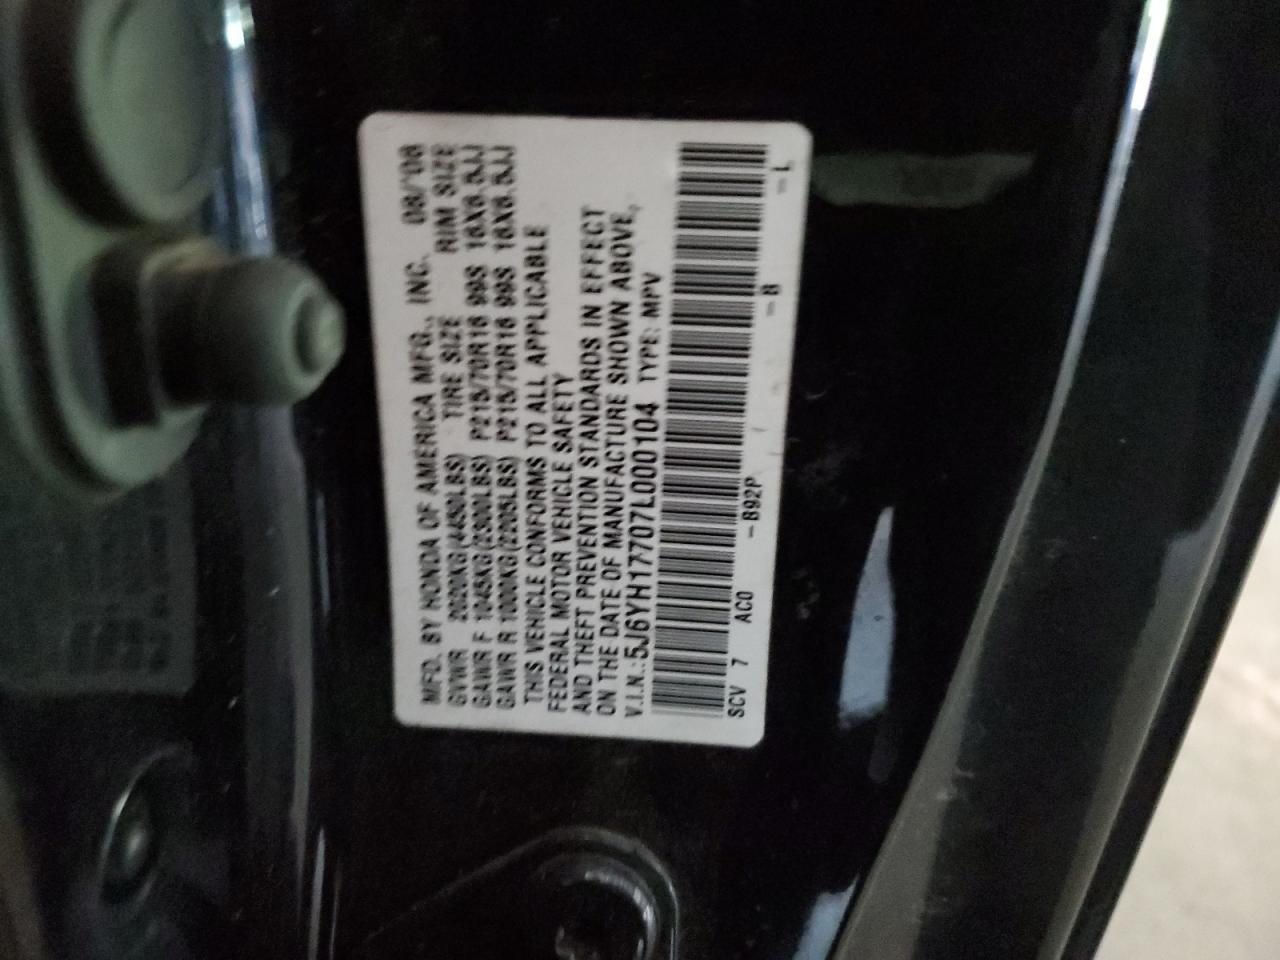 MFD. BY HONDA OF AMERICA MFG., INC. 08/'06
GVWR 2020KG (4450LBS) TIRE SIZE RIM SIZE
GAWR F 1045KG (2300LBS) P215/70R16 99S 16X6.5JJ
GAWR R 1000KG (2205LBS) P215/70R16 99S 16X6.5JJ
THIS VEHICLE CONFORMS TO ALL APPLICABLE
FEDERAL MOTOR VEHICLE SAFETY
AND THEFT PREVENTION STANDARDS IN EFFECT
ON THE DATE OF MANUFACTURE SHOWN ABOVE.
V.I.N.:5J6YH17707L000104 TYPE: MPV
SCV 7 AC0 –B92P –B –L